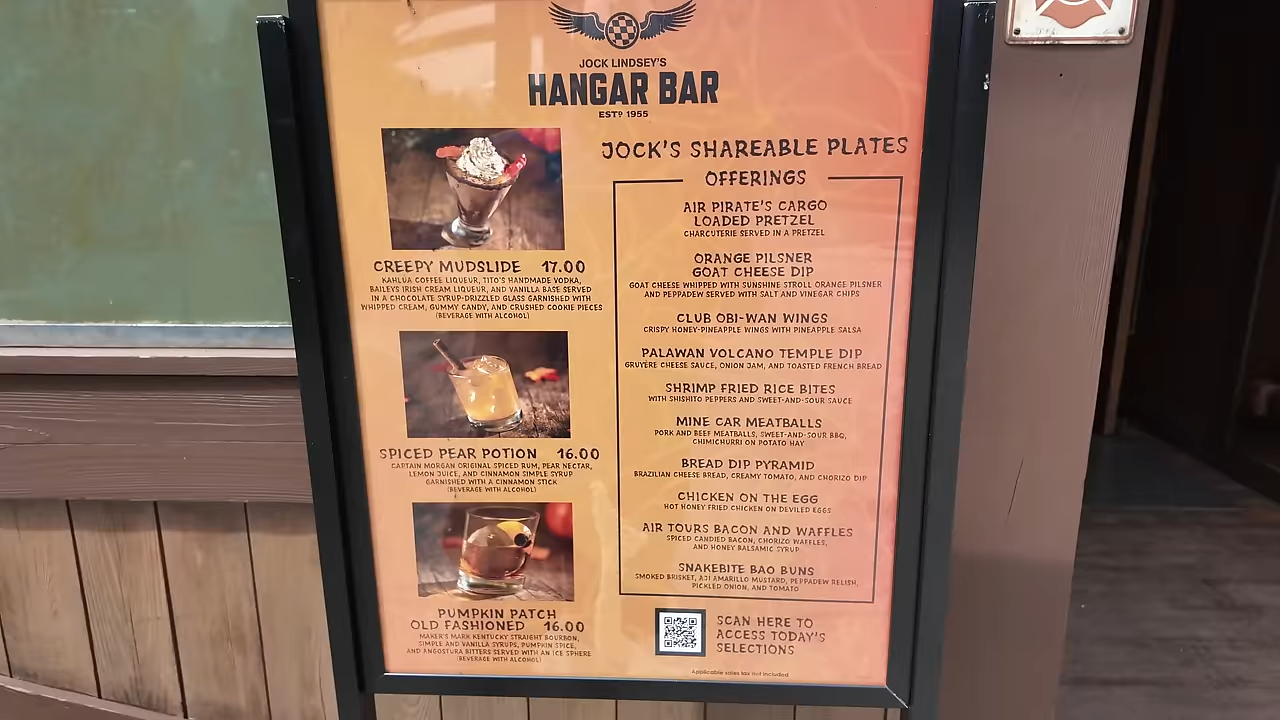 JOCK LINDSEY'S
HANGAR BAR
ESTD 1955
CREEPY MUDSLIDE 17.00
KAHLUA COFFEE LIQUEUR, TITO'S HANDMADE VODKA,
BAILEYS IRISH CREAM LIQUEUR, AND VANILLA BASE SERVED
IN A CHOCOLATE SYRUP-DRIZZLED GLASS GARNISHED WITH
WHIPPED CREAM, GUMMY CANDY, AND CRUSHED COOKIE PIECES
(BEVERAGE WITH ALCOHOL)
SPICED PEAR POTION 16.00
CAPTAIN MORGAN ORIGINAL SPICED RUM, PEAR NECTAR,
LEMON JUICE, AND CINNAMON SIMPLE SYRUP
GARNISHED WITH A CINNAMON STICK
(BEVERAGE WITH ALCOHOL)
PUMPKIN PATCH
OLD FASHIONED 16.00
MAKER'S MARK KENTUCKY STRAIGHT BOURBON,
SIMPLE AND VANILLA SYRUPS, PUMPKIN SPICE,
AND ANGOSTURA BITTERS SERVED WITH AN ICE SPHERE
(BEVERAGE WITH ALCOHOL)
JOCK'S SHAREABLE PLATES
OFFERINGS
AIR PIRATE'S CARGO
LOADED PRETZEL
CHARCUTERIE SERVED IN A PRETZEL
ORANGE PILSNER
GOAT CHEESE DIP
GOAT CHEESE WHIPPED WITH SUNSHINE STROLL ORANGE PILSNER
AND PEPPADEW SERVED WITH SALT AND VINEGAR CHIPS
CLUB OBI-WAN WINGS
CRISPY HONEY-PINEAPPLE WINGS WITH PINEAPPLE SALSA
PALAWAN VOLCANO TEMPLE DIP
GRUYÈRE CHEESE SAUCE, ONION JAM, AND TOASTED FRENCH BREAD
SHRIMP FRIED RICE BITES
WITH SHISHITO PEPPERS AND SWEET-AND-SOUR SAUCE
MINE CAR MEATBALLS
PORK AND BEEF MEATBALLS, SWEET-AND-SOUR BBQ,
CHIMICHURRI ON POTATO HAY
BREAD DIP PYRAMID
BRAZILIAN CHEESE BREAD, CREAMY TOMATO, AND CHORIZO DIP
CHICKEN ON THE EGG
HOT HONEY FRIED CHICKEN ON DEVILED EGGS
AIR TOURS BACON AND WAFFLES
SPICED CANDIED BACON, CHORIZO WAFFLES,
AND HONEY BALSAMIC SYRUP
SNAKEBITE BAO BUNS
SMOKED BRISKET, AJI AMARILLO MUSTARD, PEPPADEW RELISH,
PICKLED ONION, AND TOMATO
SCAN HERE TO
ACCESS TODAY'S
SELECTIONS
Applicable sales tax not included